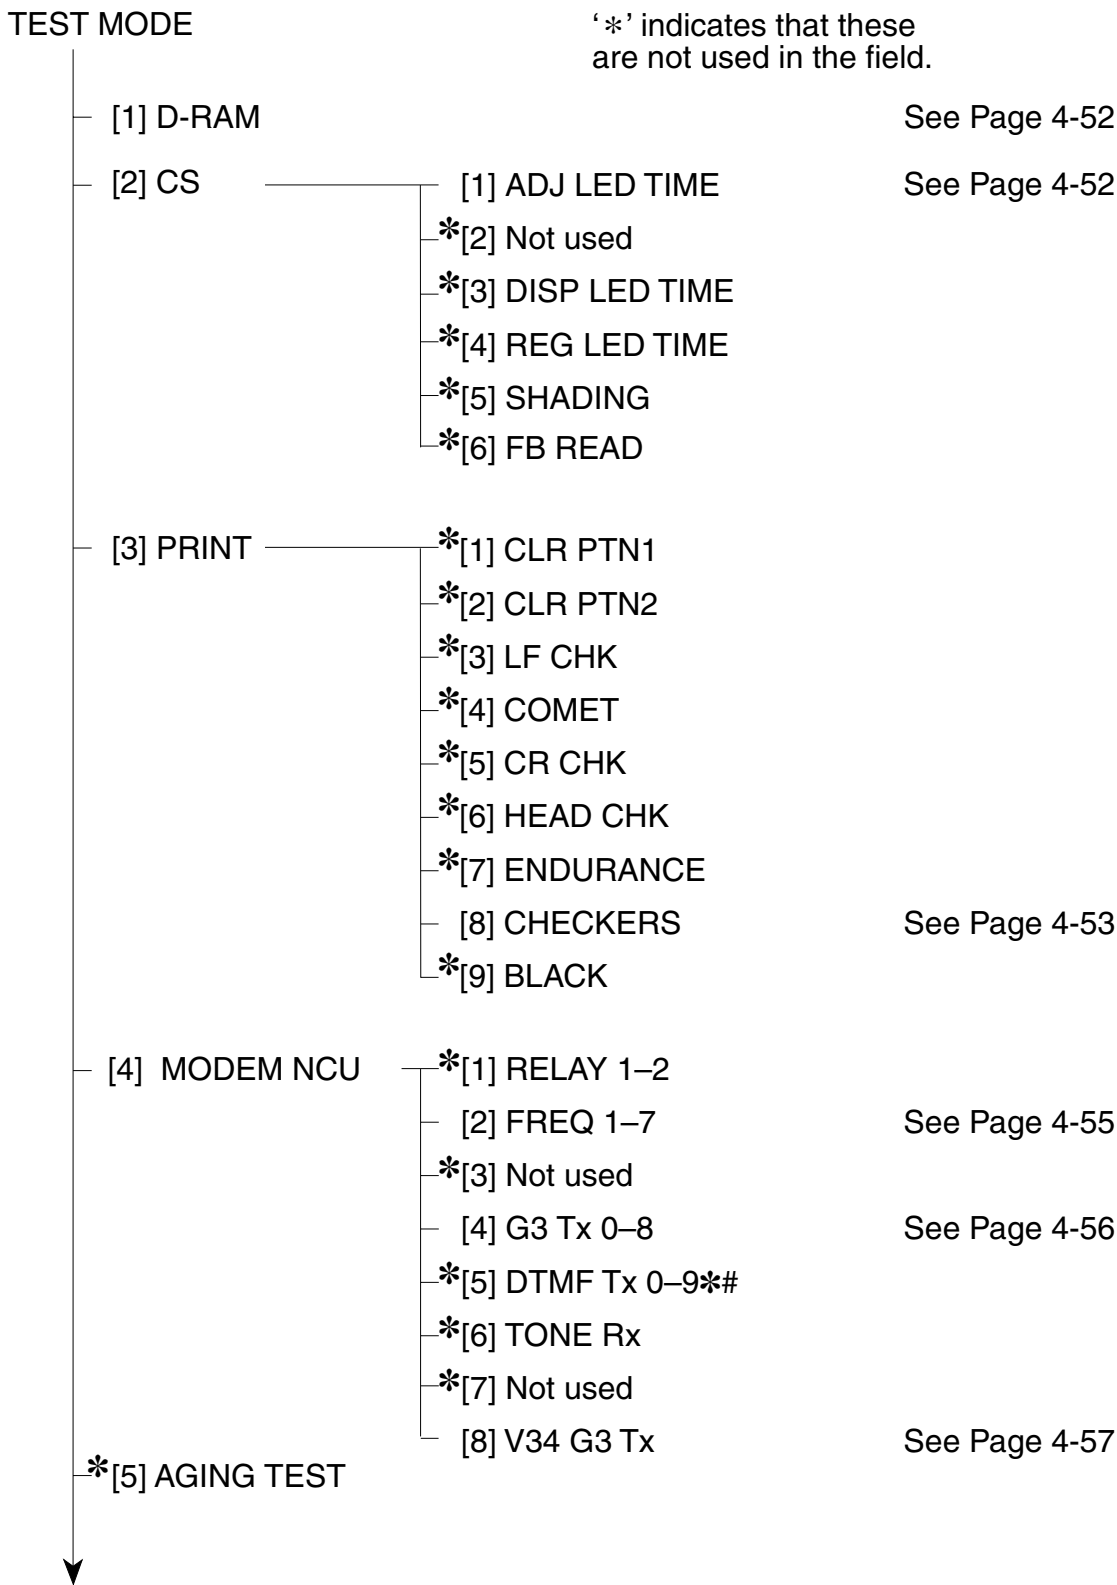 TEST MODE
‘*’ indicates that these
are not used in the field.
[1] D-RAM See Page 4-52
[2] CS [1] ADJ LED TIME See Page 4-52
*[2] Not used
*[3] DISP LED TIME
*[4] REG LED TIME
*[5] SHADING
*[6] FB READ
[3] PRINT *[1] CLR PTN1
*[2] CLR PTN2
*[3] LF CHK
*[4] COMET
*[5] CR CHK
*[6] HEAD CHK
*[7] ENDURANCE
[8] CHECKERS See Page 4-53
*[9] BLACK
[4] MODEM NCU *[1] RELAY 1–2
[2] FREQ 1–7 See Page 4-55
*[3] Not used
[4] G3 Tx 0–8 See Page 4-56
*[5] DTMF Tx 0–9*#
*[6] TONE Rx
*[7] Not used
[8] V34 G3 Tx See Page 4-57
*[5] AGING TEST